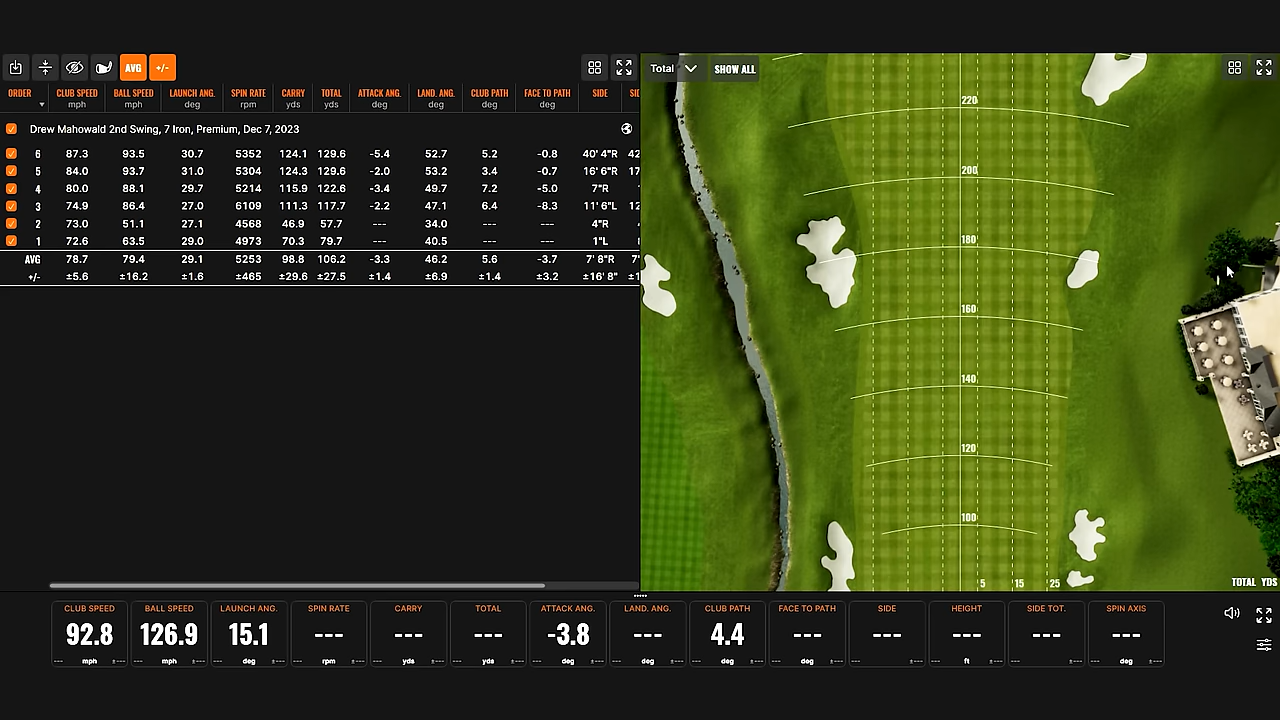 AVG +/-
Total SHOW ALL
ORDER CLUB SPEED BALL SPEED LAUNCH ANG. SPIN RATE CARRY TOTAL ATTACK ANG. LAND. ANG. CLUB PATH FACE TO PATH SIDE
mph mph deg rpm yds yds deg deg deg deg
Drew Mahowald 2nd Swing, 7 Iron, Premium, Dec 7, 2023
6 87.3 93.5 30.7 5352 124.1 129.6 -5.4 52.7 5.2 -0.8 40' 4"R 42
5 84.0 93.7 31.0 5304 124.3 129.6 -2.0 53.2 3.4 -0.7 16' 6"R 17
4 80.0 88.1 29.7 5214 115.9 122.6 -3.4 49.7 7.2 -5.0 7"R
3 74.9 86.4 27.0 6109 111.3 117.7 -2.2 47.1 6.4 -8.3 11' 6"L 12
2 73.0 51.1 27.1 4568 46.9 57.7 --- 34.0 --- --- 4"R
1 72.6 63.5 29.0 4973 70.3 79.7 --- 40.5 --- --- 1"L
AVG 78.7 79.4 29.1 5253 98.8 106.2 -3.3 46.2 5.6 -3.7 7' 8"R 7'
+/- ±5.6 ±16.2 ±1.6 ±465 ±29.6 ±27.5 ±1.4 ±6.9 ±1.4 ±3.2 ±16' 8" ±1
220
200
180
160
140
120
100
5 15 25
TOTAL YDS
CLUB SPEED BALL SPEED LAUNCH ANG. SPIN RATE CARRY TOTAL ATTACK ANG. LAND. ANG. CLUB PATH FACE TO PATH SIDE HEIGHT SIDE TOT. SPIN AXIS
92.8 126.9 15.1 --- --- --- -3.8 --- 4.4 --- --- --- --- ---
--- mph ±--- --- mph ±--- --- deg ±--- --- rpm ±--- --- yds ±--- --- yds ±--- --- deg ±--- --- deg ±--- --- deg ±--- --- deg ±--- --- ±--- --- ft ±--- --- ±--- --- deg ±---